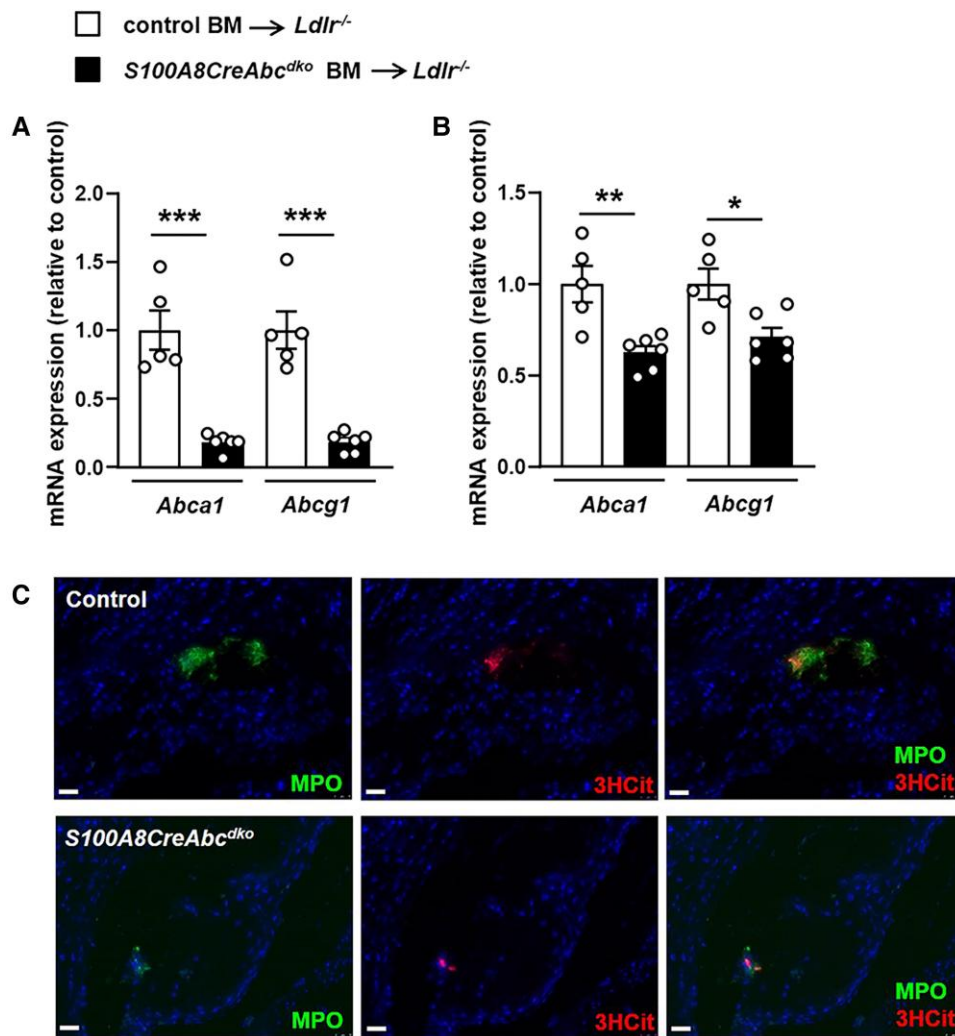 control BM → Ldlr-/-
S100A8CreAbcdko BM → Ldlr-/-
A
mRNA expression (relative to control)
2.0
1.5
1.0
0.5
0.0
*** ***
Abca1 Abcg1
B
mRNA expression (relative to control)
1.5
1.0
0.5
0.0
** *
Abca1 Abcg1
C
Control
MPO
3HCit
MPO
3HCit
S100A8CreAbcdko
MPO
3HCit
MPO
3HCit